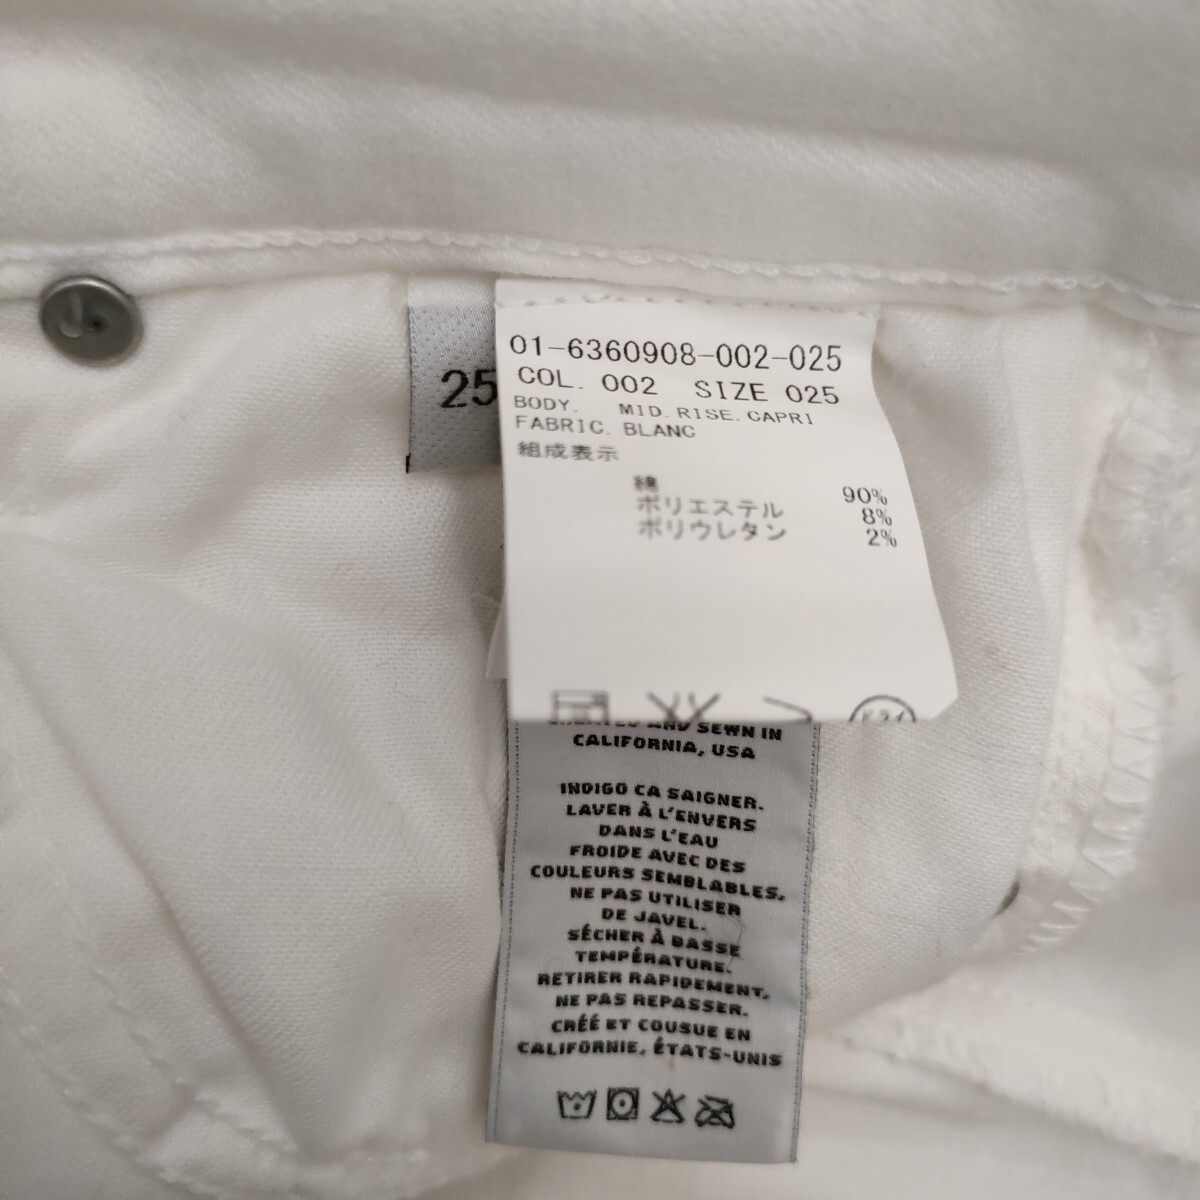 25
01-6360908-002-025
COL. 002 SIZE 025
BODY. MID.RISE.CAPRI
FABRIC. BLANC
組成表示
綿 90%
ポリエステル 8%
ポリウレタン 2%
AND SEWN IN
CALIFORNIA, USA
INDIGO CA SAIGNER.
LAVER À L'ENVERS
DANS L'EAU
FROIDE AVEC DES
COULEURS SEMBLABLES,
NE PAS UTILISER
DE JAVEL.
SÉCHER À BASSE
TEMPÉRATURE.
RETIRER RAPIDEMENT,
NE PAS REPASSER.
CRÉÉ ET COUSUE EN
CALIFORNIE, ÉTATS-UNIS